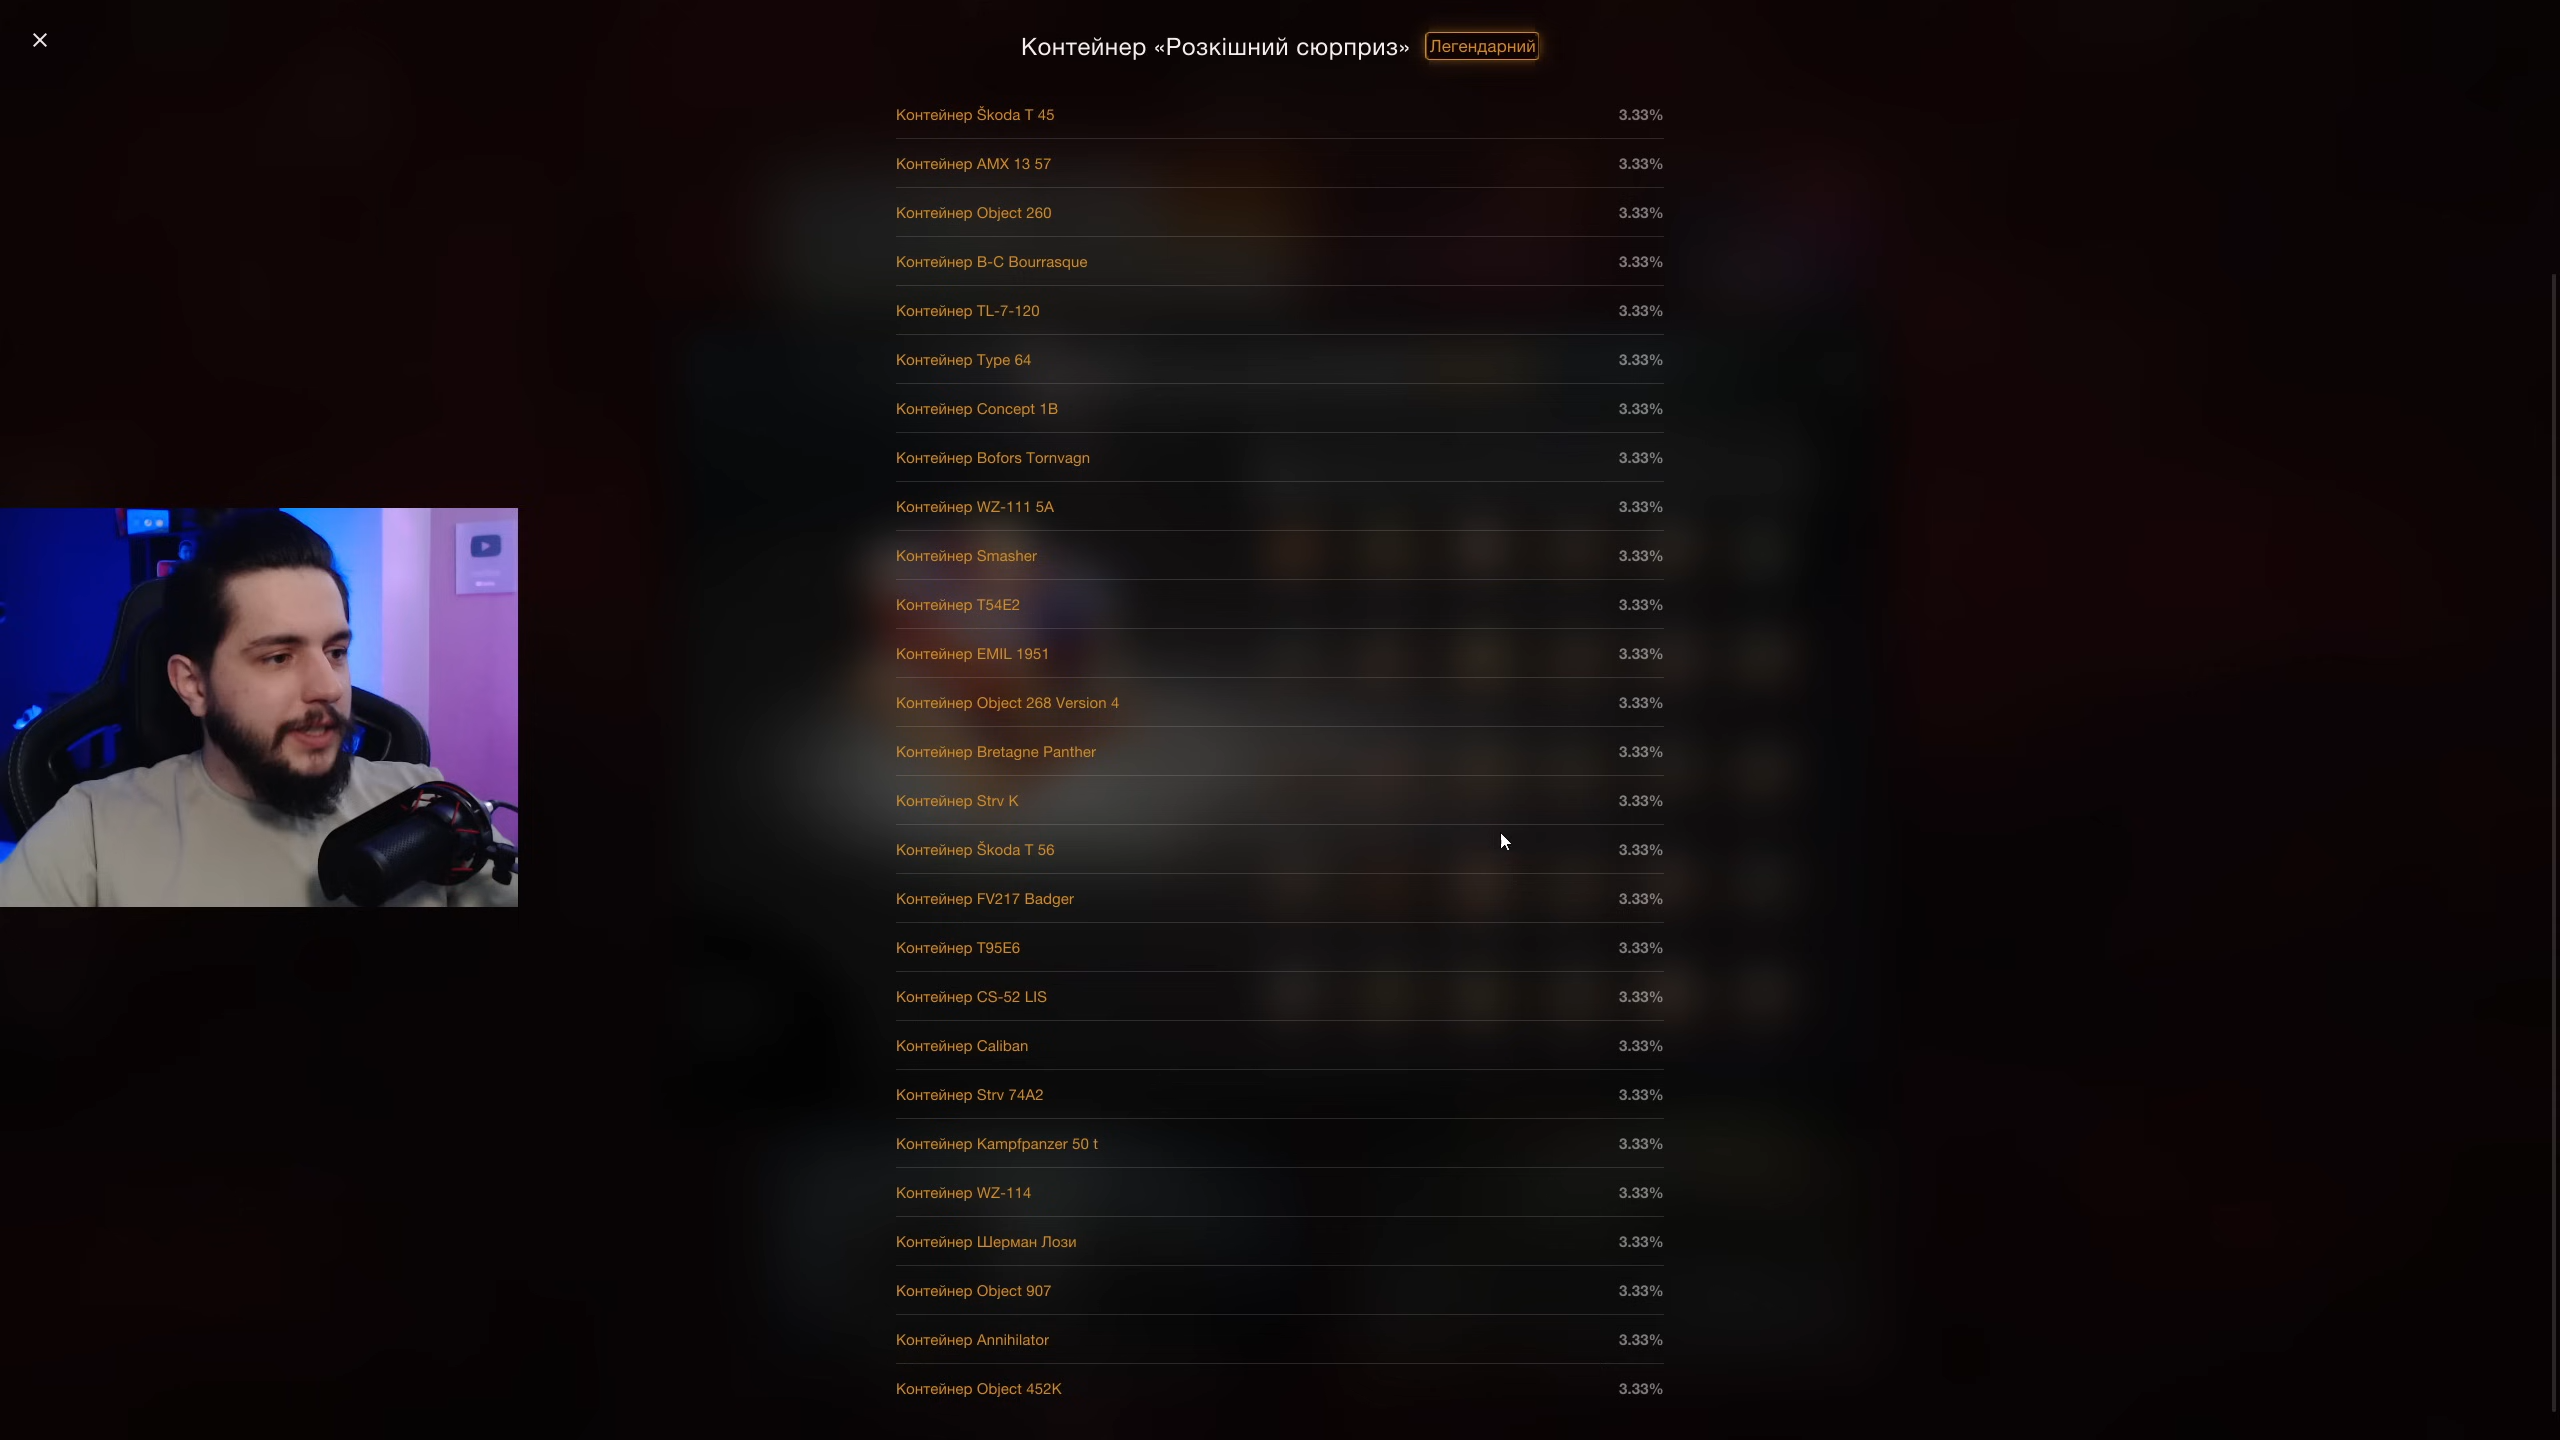 Контейнер «Розкішний сюрприз» Легендарний
Контейнер Škoda T 45 3.33%
Контейнер AMX 13 57 3.33%
Контейнер Object 260 3.33%
Контейнер B-C Bourrasque 3.33%
Контейнер TL-7-120 3.33%
Контейнер Type 64 3.33%
Контейнер Concept 1B 3.33%
Контейнер Bofors Tornvagn 3.33%
Контейнер WZ-111 5A 3.33%
Контейнер Smasher 3.33%
Контейнер T54E2 3.33%
Контейнер EMIL 1951 3.33%
Контейнер Object 268 Version 4 3.33%
Контейнер Bretagne Panther 3.33%
Контейнер Strv K 3.33%
Контейнер Škoda T 56 3.33%
Контейнер FV217 Badger 3.33%
Контейнер T95E6 3.33%
Контейнер CS-52 LIS 3.33%
Контейнер Caliban 3.33%
Контейнер Strv 74A2 3.33%
Контейнер Kampfpanzer 50 t 3.33%
Контейнер WZ-114 3.33%
Контейнер Шерман Лози 3.33%
Контейнер Object 907 3.33%
Контейнер Annihilator 3.33%
Контейнер Object 452K 3.33%